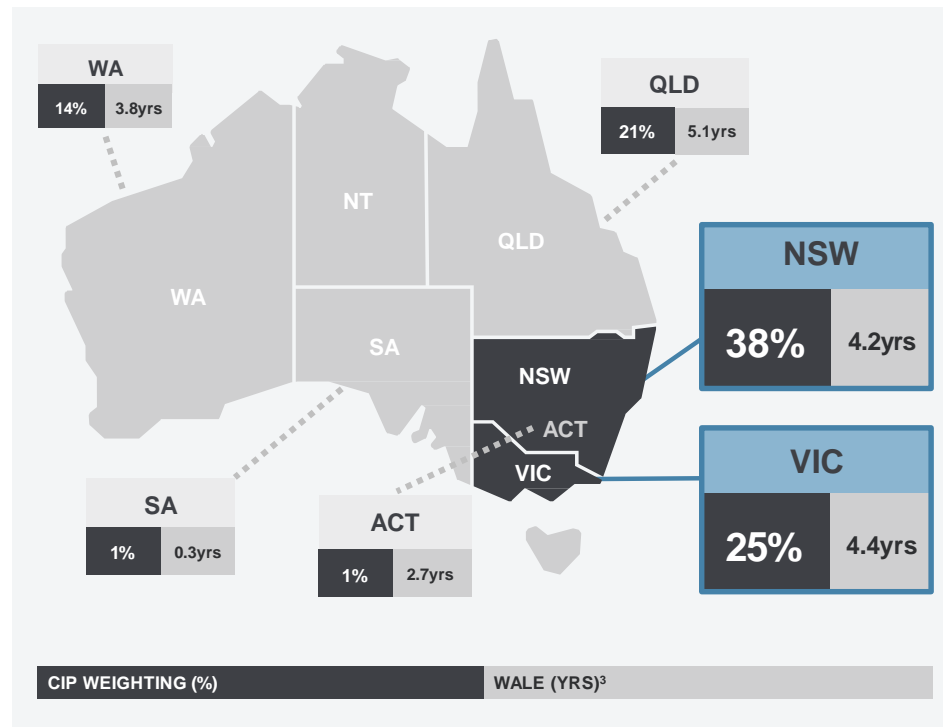 WA
14% 3.8yrs
QLD
21% 5.1yrs
NT
QLD
WA
SA
NSW
ACT
VIC
NSW
38% 4.2yrs
VIC
25% 4.4yrs
SA
1% 0.3yrs
ACT
1% 2.7yrs
CIP WEIGHTING (%) WALE (YRS)³